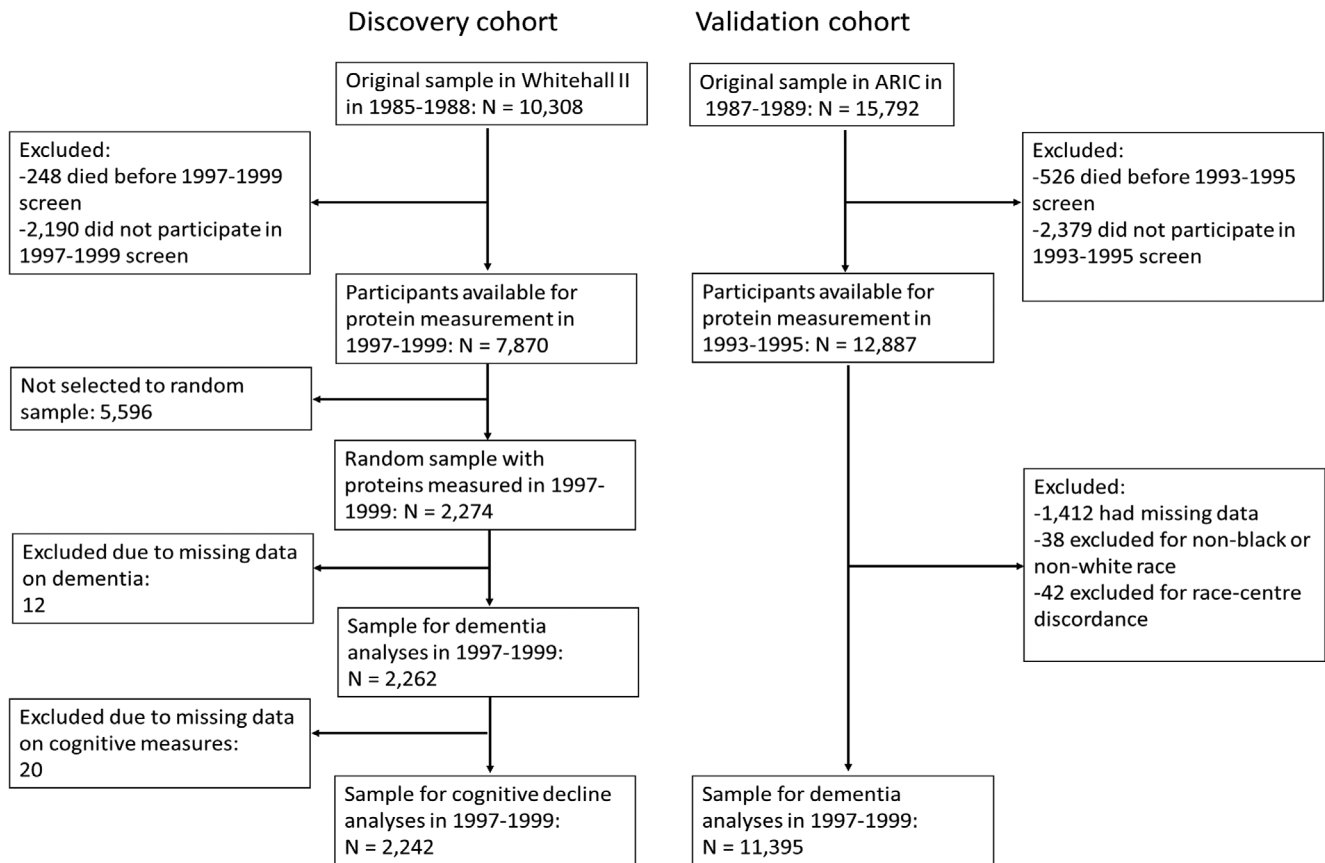 Discovery cohort
Validation cohort
Original sample in Whitehall II
in 1985-1988: N = 10,308
Original sample in ARIC in
1987-1989: N = 15,792
Excluded:
-248 died before 1997-1999
screen
-2,190 did not participate in
1997-1999 screen
Excluded:
-526 died before 1993-1995
screen
-2,379 did not participate in
1993-1995 screen
Participants available for
protein measurement in
1997-1999: N = 7,870
Participants available for
protein measurement in
1993-1995: N = 12,887
Not selected to random
sample: 5,596
Random sample with
proteins measured in 1997-
1999: N = 2,274
Excluded:
-1,412 had missing data
-38 excluded for non-black or
non-white race
-42 excluded for race-centre
discordance
Excluded due to missing data
on dementia:
12
Sample for dementia
analyses in 1997-1999:
N = 2,262
Excluded due to missing data
on cognitive measures:
20
Sample for cognitive decline
analyses in 1997-1999:
N = 2,242
Sample for dementia
analyses in 1997-1999:
N = 11,395